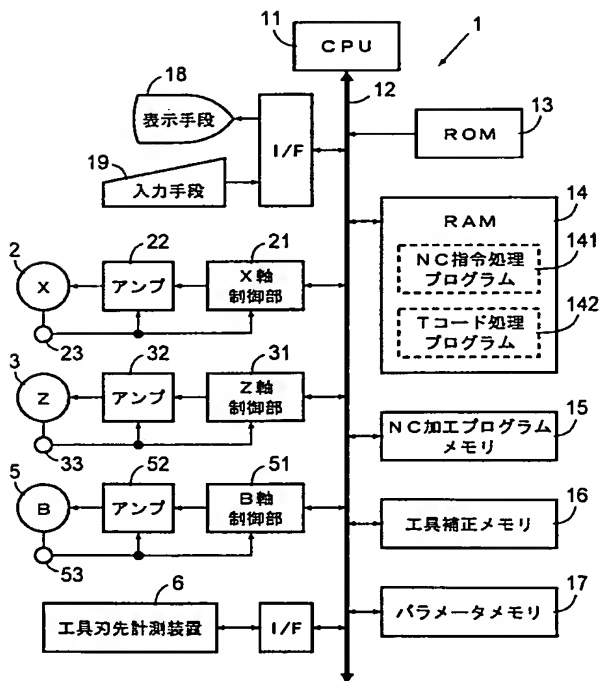 11
CPU
1
12
18
表示手段
I/F
19
入力手段
ROM
13
RAM
14
NC指令処理
プログラム
141
Tコード処理
プログラム
142
2
X
23
22
アンプ
21
X軸
制御部
3
Z
33
32
アンプ
31
Z軸
制御部
5
B
53
52
アンプ
51
B軸
制御部
NC加工プログラム
メモリ
15
工具補正メモリ
16
パラメータメモリ
17
6
工具刃先計測装置
I/F